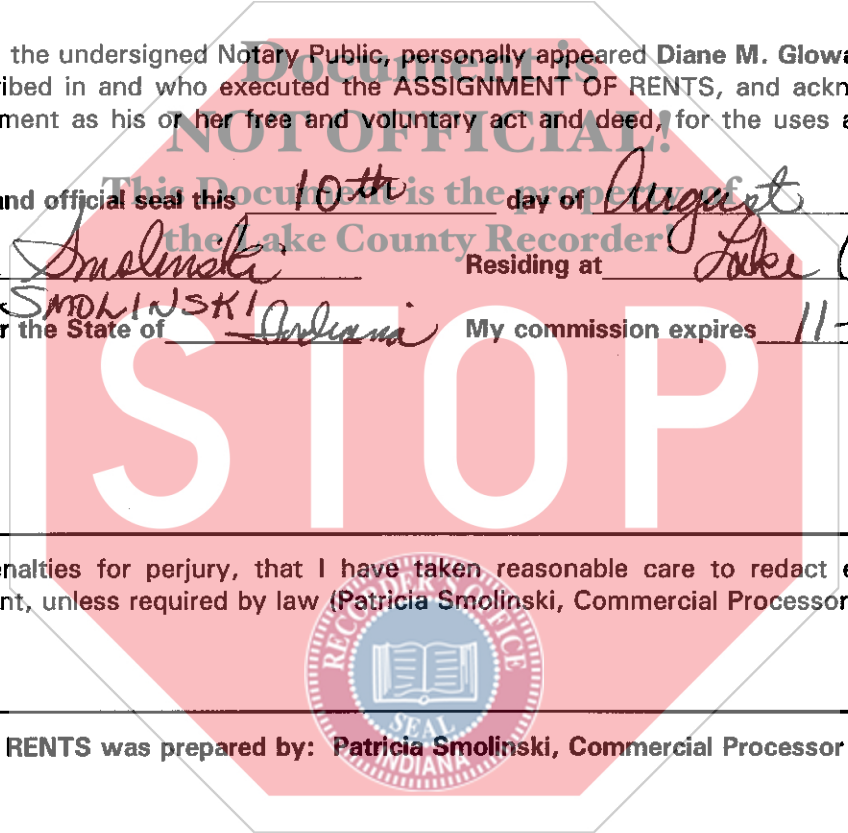 the undersigned Notary Public, personally appeared Diane M. Glowa
Document is
ribed in and who executed the ASSIGNMENT OF RENTS, and ackn
ment as his or her free and voluntary act and deed, for the uses a
NOT OFFICIAL!
and official seal this 10th day of August
This Document is the property of
the Lake County Recorder!
Smolinski Residing at Lake
SMOLINSKI
r the State of Indiana My commission expires 11-
STOP
enalties for perjury, that I have taken reasonable care to redact e
nt, unless required by law (Patricia Smolinski, Commercial Processor
RECORDER'S OFFICE
SEAL
INDIANA
RENTS was prepared by: Patricia Smolinski, Commercial Processor